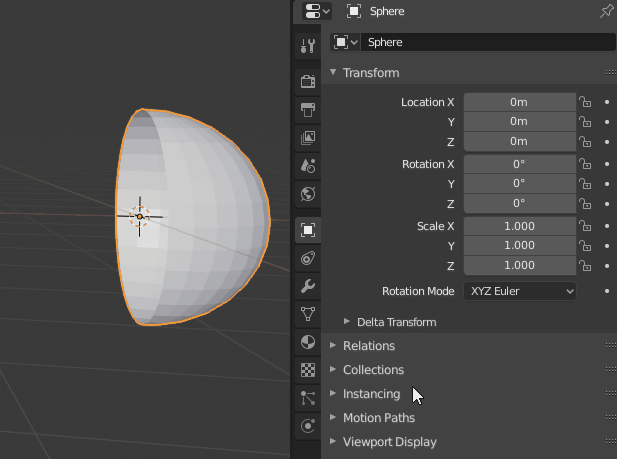 Sphere
Sphere
Transform
Location X 0m
Y 0m
Z 0m
Rotation X 0°
Y 0°
Z 0°
Scale X 1.000
Y 1.000
Z 1.000
Rotation Mode XYZ Euler
Delta Transform
Relations
Collections
Instancing
Motion Paths
Viewport Display